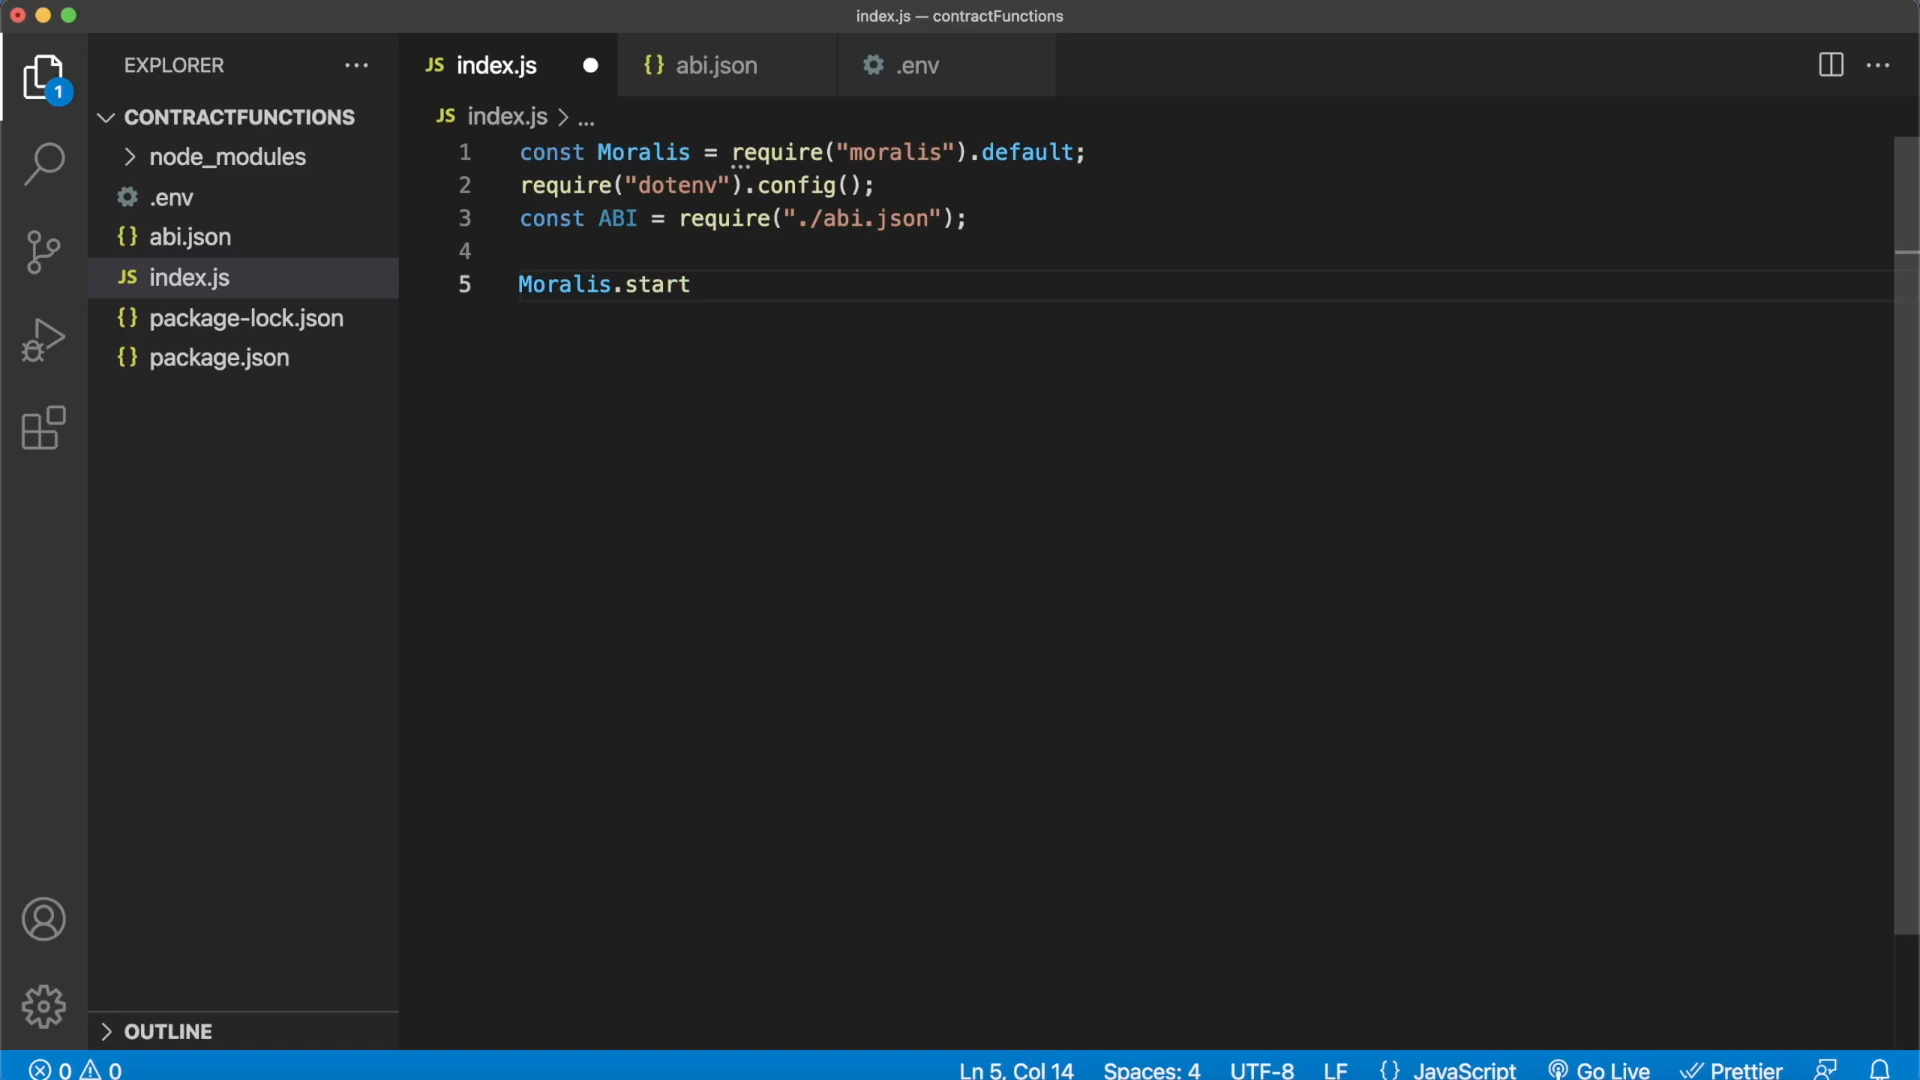 index.js — contractFunctions
EXPLORER
1
CONTRACTFUNCTIONS
node_modules
.env
{} abi.json
JS index.js
{} package-lock.json
{} package.json
OUTLINE
JS index.js
{} abi.json
.env
JS index.js > ...
1 const Moralis = require("moralis").default;
2 require("dotenv").config();
3 const ABI = require("./abi.json");
4
5 Moralis.start
0 0
Ln 5, Col 14 Spaces: 4 UTF-8 LF {} JavaScript Go Live Prettier